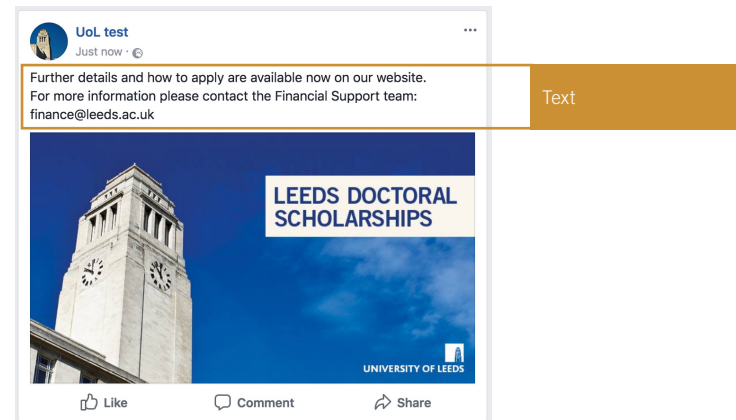 UoL test
Just now ·
Further details and how to apply are available now on our website.
For more information please contact the Financial Support team:
finance@leeds.ac.uk
Text
LEEDS DOCTORAL
SCHOLARSHIPS
UNIVERSITY OF LEEDS
Like Comment Share